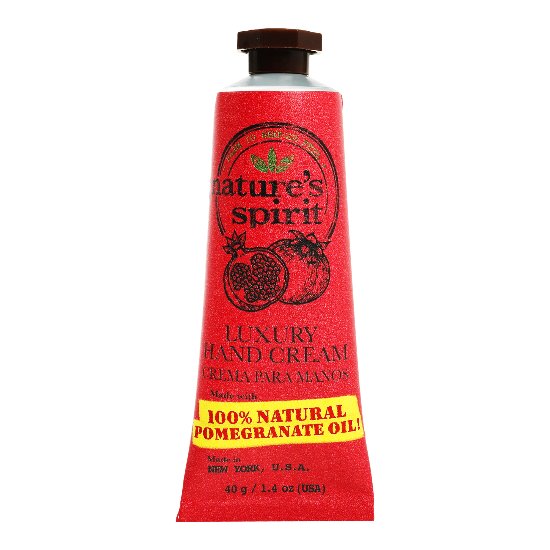 nature's
spirit
LUXURY
HAND CREAM
CREMA PARA MANOS
Made with
100% NATURAL
POMEGRANATE OIL!
Made in
NEW YORK, U.S.A.
40 g / 1.4 oz (USA)